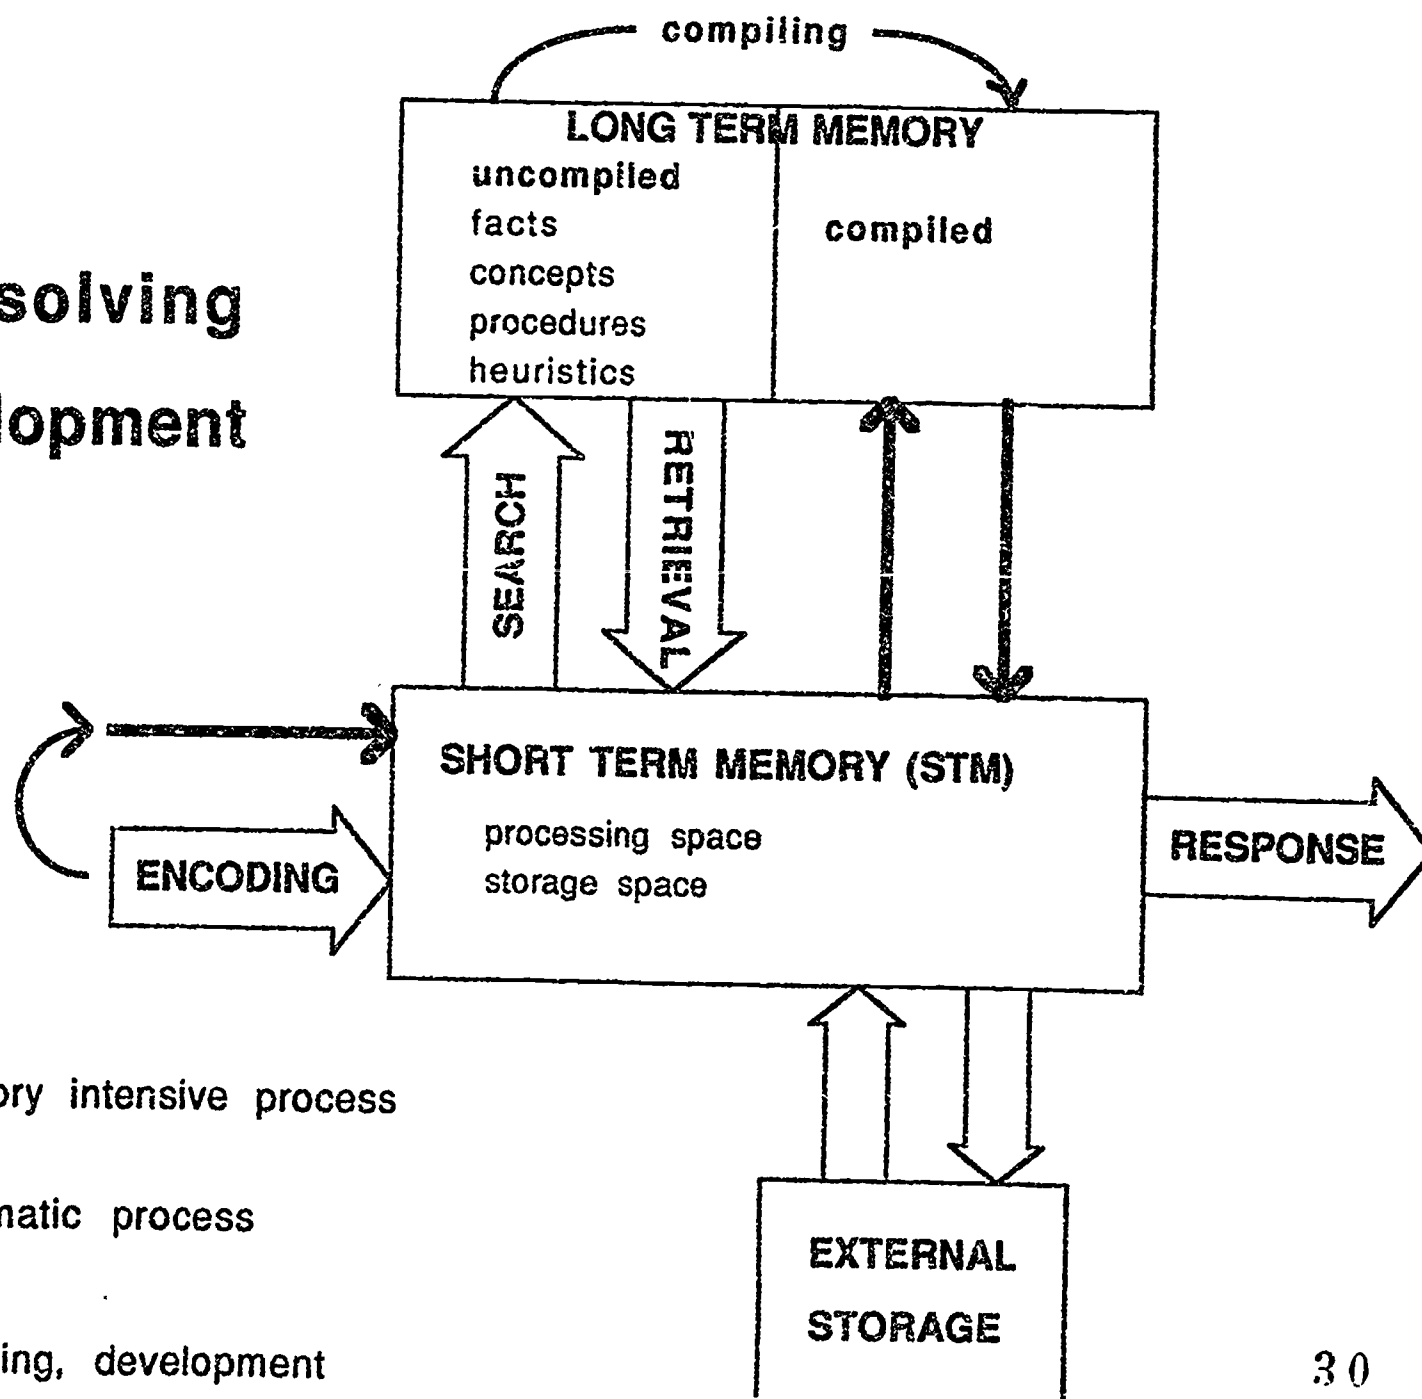 compiling
LONG TERM MEMORY
uncompiled
facts
concepts
procedures
heuristics
compiled
solving
lopment
SEARCH
RETRIEVAL
SHORT TERM MEMORY (STM)
processing space
storage space
ENCODING
RESPONSE
ory intensive process
matic process
ing, development
EXTERNAL
STORAGE
30